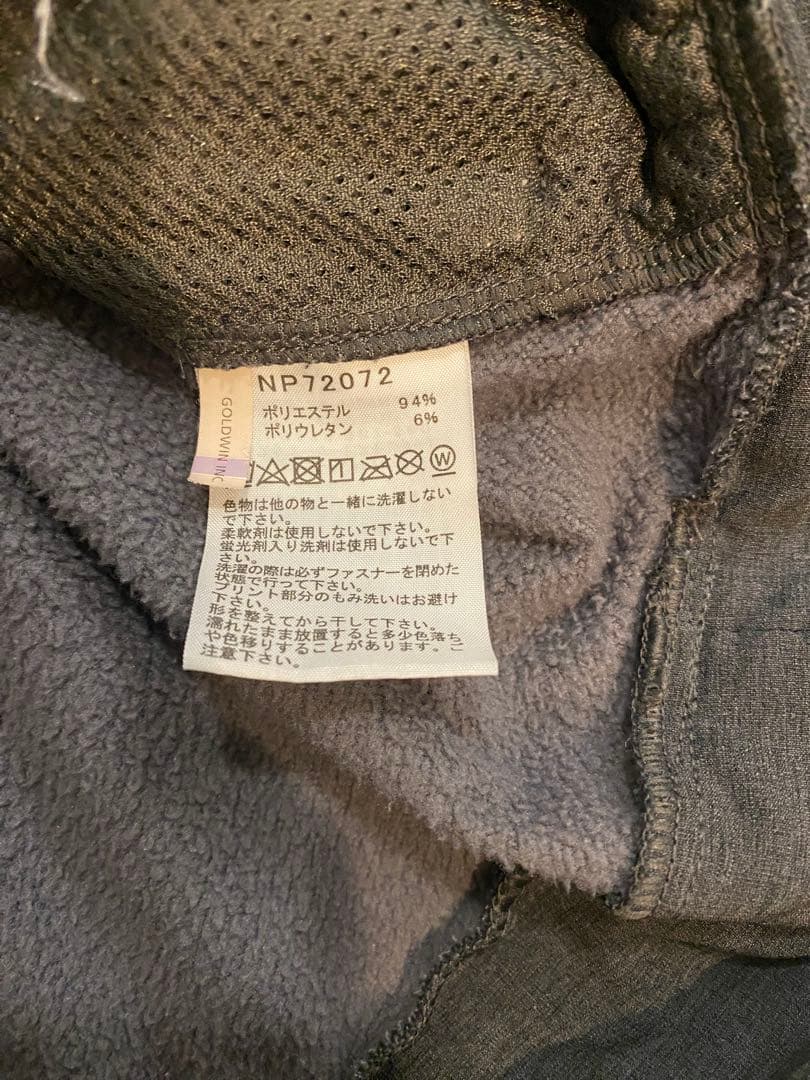 NP72072
ポリエステル 94%
ポリウレタン 6%
GOLDWIN INC
W
色物は他の物と一緒に洗濯しない
で下さい。
柔軟剤は使用しないで下さい。
蛍光剤入り洗剤は使用しないで下
さい。
洗濯の際は必ずファスナーを閉めた
状態で行って下さい。
プリント部分のもみ洗いはお避け
下さい。
形を整えてから干して下さい。
濡れたまま放置すると多少色落ち
や色移りすることがあります。ご
注意下さい。